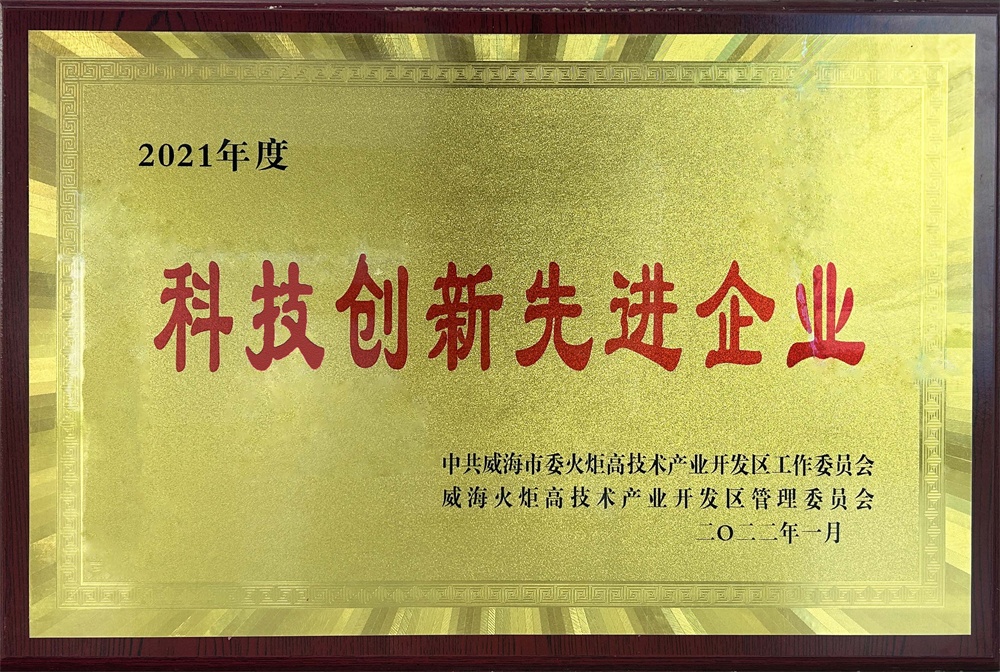 2021年度
科技创新先进企业
中共威海市委火炬高技术产业开发区工作委员会
威海火炬高技术产业开发区管理委员会
二〇二二年一月